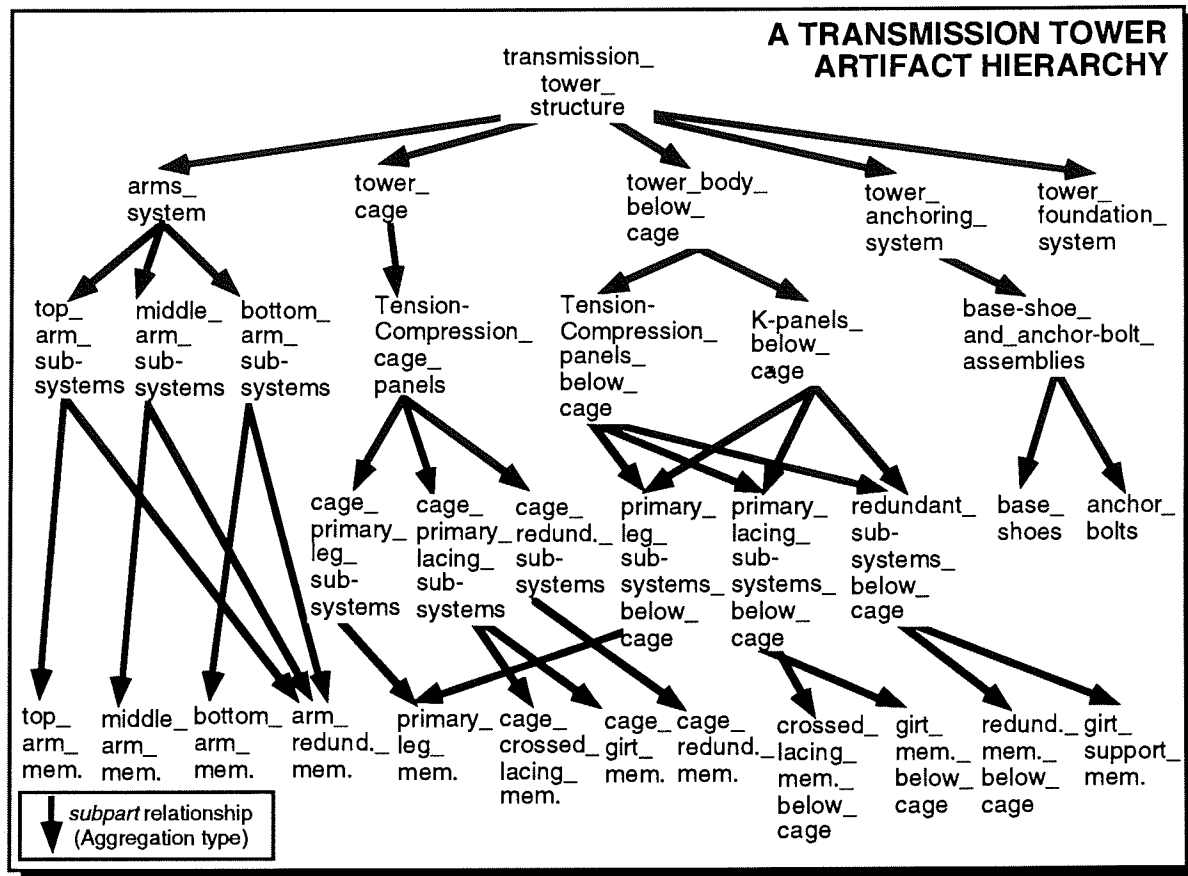 A TRANSMISSION TOWER
ARTIFACT HIERARCHY
transmission_
tower_
structure
arms_
system
tower_
cage
tower_body_
below_
cage
tower_
anchoring_
system
tower_
foundation_
system
top_
arm_
sub-
systems
middle_
arm_
sub-
systems
bottom_
arm_
sub-
systems
Tension-
Compression_
cage_
panels
Tension-
Compression_
panels_
below_
cage
K-panels_
below_
cage
base-shoe_
and_anchor-bolt_
assemblies
cage_
primary_
leg_
sub-
systems
cage_
primary_
lacing_
sub-
systems
cage_
redund._
sub-
systems
primary_
leg_
sub-
systems_
below_
cage
primary_
lacing_
sub-
systems_
below_
cage
redundant_
sub-
systems_
below_
cage
base_
shoes
anchor_
bolts
top_
arm_
mem.
middle_
arm_
mem.
bottom_
arm_
mem.
arm_
redund._
mem.
primary_
leg_
mem.
cage_
crossed_
lacing_
mem.
cage_
girt_
mem.
cage_
redund._
mem.
crossed_
lacing_
mem._
below_
cage
girt_
mem._
below_
cage
redund._
mem._
below_
cage
girt_
support_
mem.
subpart relationship
(Aggregation type)